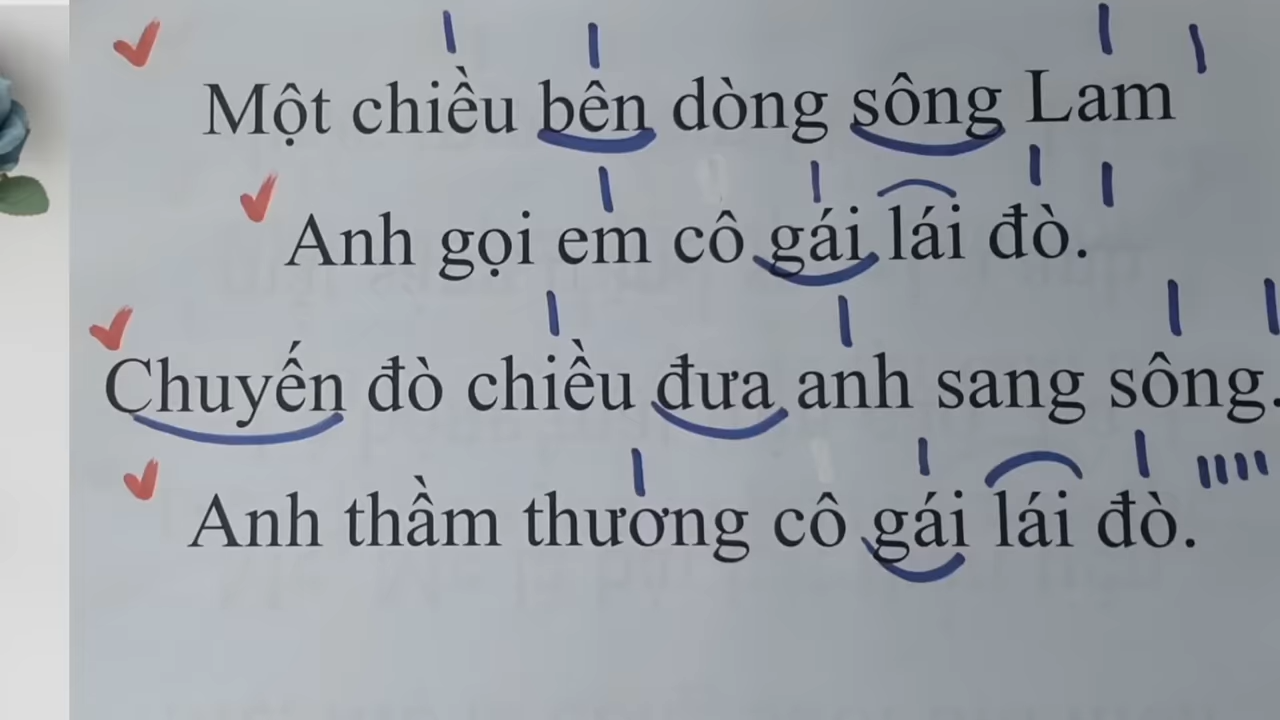 Một chiều bên dòng sông Lam
Anh gọi em cô gái lái đò.
Chuyến đò chiều đưa anh sang sông.
Anh thầm thương cô gái lái đò.